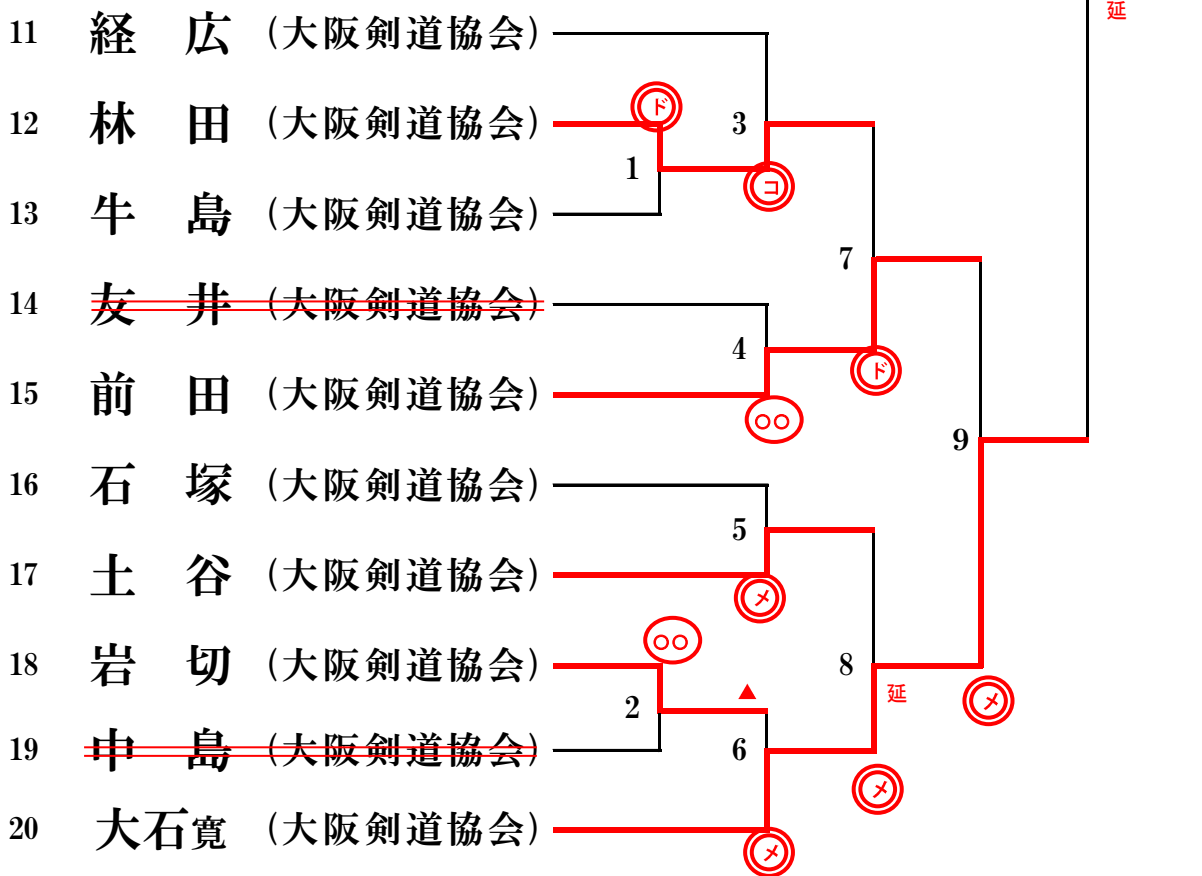 延
11 経 広 (大阪剣道協会)
ド
12 林 田 (大阪剣道協会)
3
1
コ
13 牛 島 (大阪剣道協会)
7
14 友 井 (大阪剣道協会)
4
ド
15 前 田 (大阪剣道協会)
○○
9
16 石 塚 (大阪剣道協会)
5
17 土 谷 (大阪剣道協会)
メ
○○
18 岩 切 (大阪剣道協会)
8
▲
延
メ
2
19 中 島 (大阪剣道協会)
6
メ
20 大石寛 (大阪剣道協会)
メ